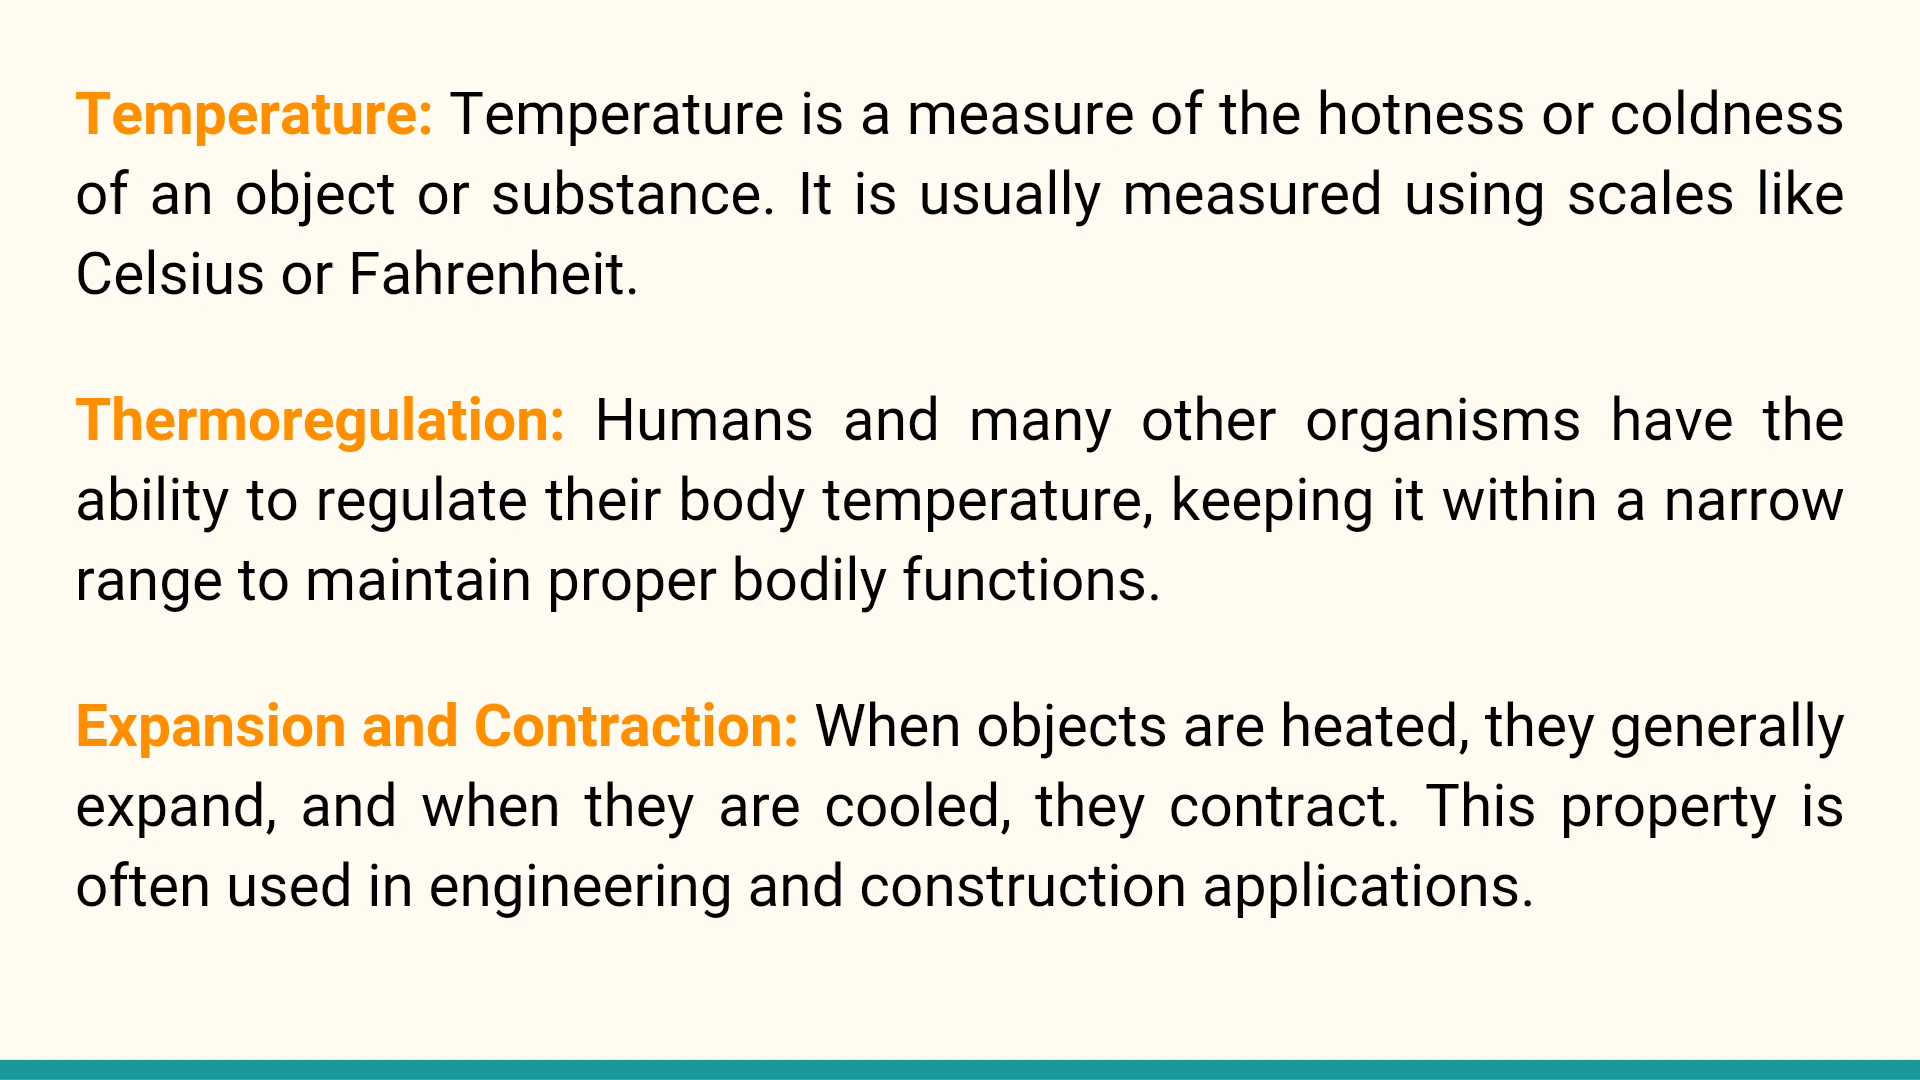 Temperature: Temperature is a measure of the hotness or coldness
of an object or substance. It is usually measured using scales like
Celsius or Fahrenheit.
Thermoregulation: Humans and many other organisms have the
ability to regulate their body temperature, keeping it within a narrow
range to maintain proper bodily functions.
Expansion and Contraction: When objects are heated, they generally
expand, and when they are cooled, they contract. This property is
often used in engineering and construction applications.